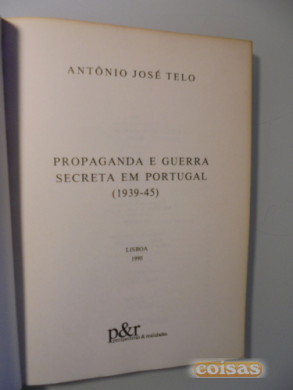 ANTÓNIO JOSÉ TELO
PROPAGANDA E GUERRA
SECRETA EM PORTUGAL
(1939-45)
LISBOA
1990
p&r
perspectivas & realidades
coisas